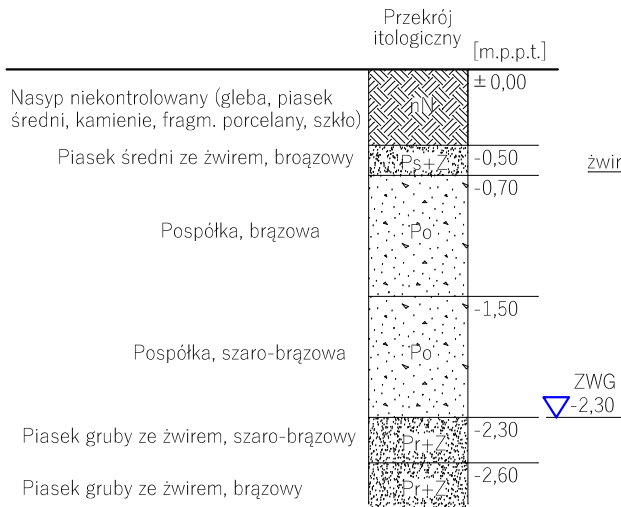 Przekrój
itologiczny
[m.p.p.t.]
± 0,00
Nasyp niekontrolowany (gleba, piasek
średni, kamienie, fragm. porcelany, szkło)
nN
Piasek średni ze żwirem, broązowy
Ps+Ż
-0,50
żwir
-0,70
Pospółka, brązowa
Po
-1,50
Pospółka, szaro-brązowa
Po
ZWG
-2,30
-2,30
Piasek gruby ze żwirem, szaro-brązowy
Pr+Ż
-2,60
Piasek gruby ze żwirem, brązowy
Pr+Ż